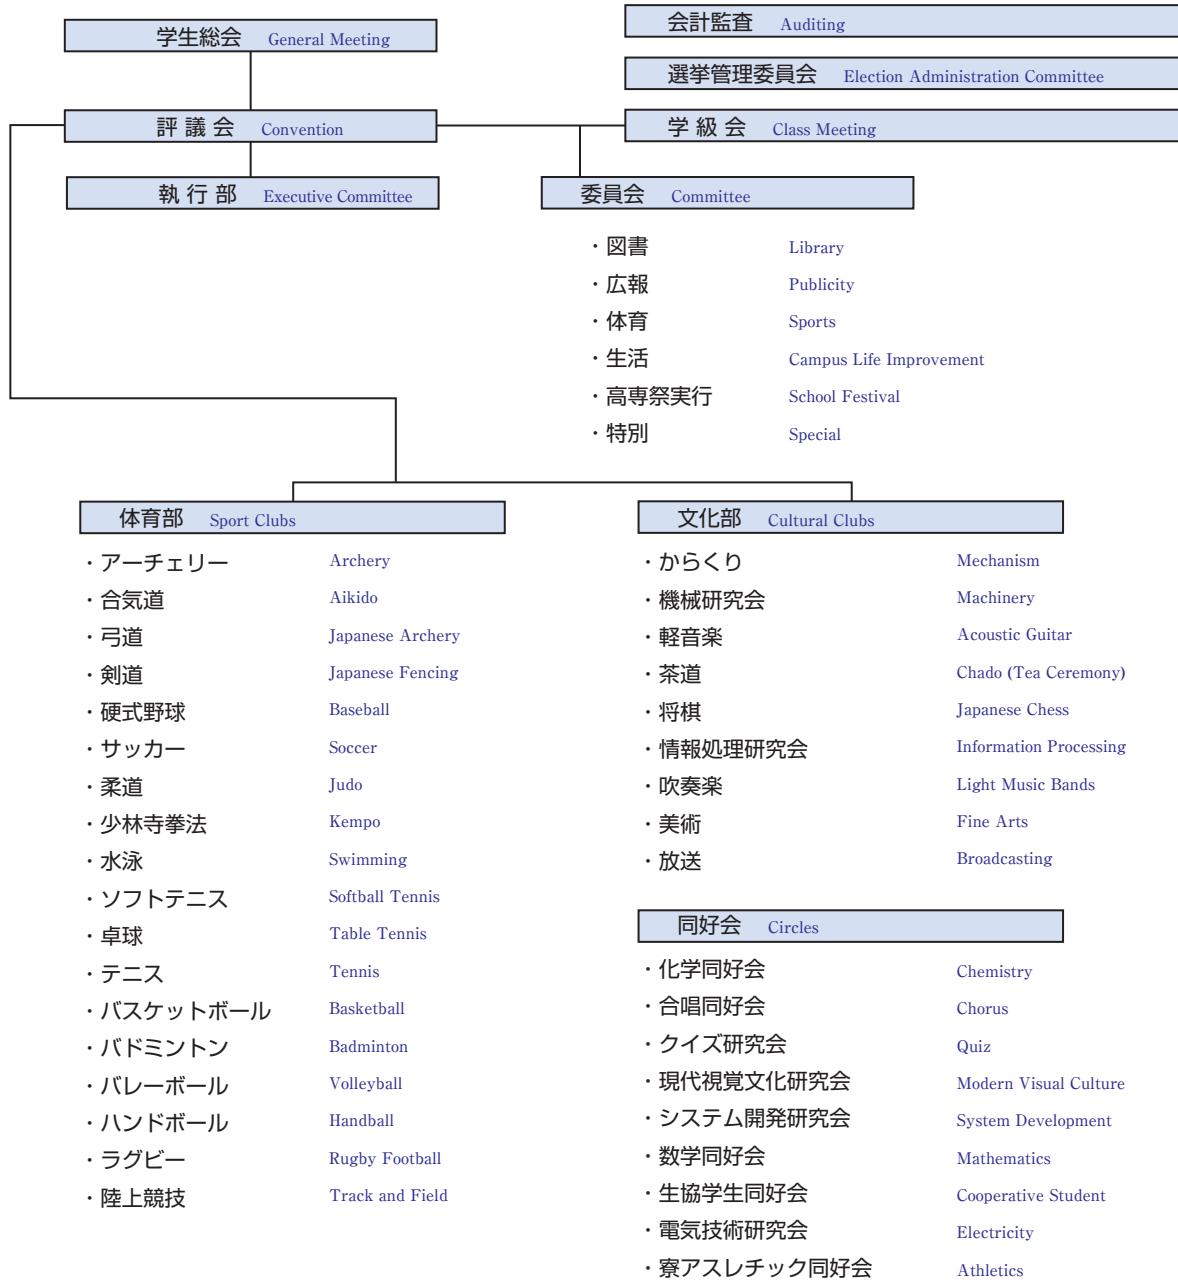 学生総会 General Meeting
会計監査 Auditing
選挙管理委員会 Election Administration Committee
評 議 会 Convention
学 級 会 Class Meeting
執 行 部 Executive Committee
委員会 Committee
・図書 Library
・広報 Publicity
・体育 Sports
・生活 Campus Life Improvement
・高専祭実行 School Festival
・特別 Special
体育部 Sport Clubs
・アーチェリー Archery
・合気道 Aikido
・弓道 Japanese Archery
・剣道 Japanese Fencing
・硬式野球 Baseball
・サッカー Soccer
・柔道 Judo
・少林寺拳法 Kempo
・水泳 Swimming
・ソフトテニス Softball Tennis
・卓球 Table Tennis
・テニス Tennis
・バスケットボール Basketball
・バドミントン Badminton
・バレーボール Volleyball
・ハンドボール Handball
・ラグビー Rugby Football
・陸上競技 Track and Field
文化部 Cultural Clubs
・からくり Mechanism
・機械研究会 Machinery
・軽音楽 Acoustic Guitar
・茶道 Chado (Tea Ceremony)
・将棋 Japanese Chess
・情報処理研究会 Information Processing
・吹奏楽 Light Music Bands
・美術 Fine Arts
・放送 Broadcasting
同好会 Circles
・化学同好会 Chemistry
・合唱同好会 Chorus
・クイズ研究会 Quiz
・現代視覚文化研究会 Modern Visual Culture
・システム開発研究会 System Development
・数学同好会 Mathematics
・生協学生同好会 Cooperative Student
・電気技術研究会 Electricity
・寮アスレチック同好会 Athletics